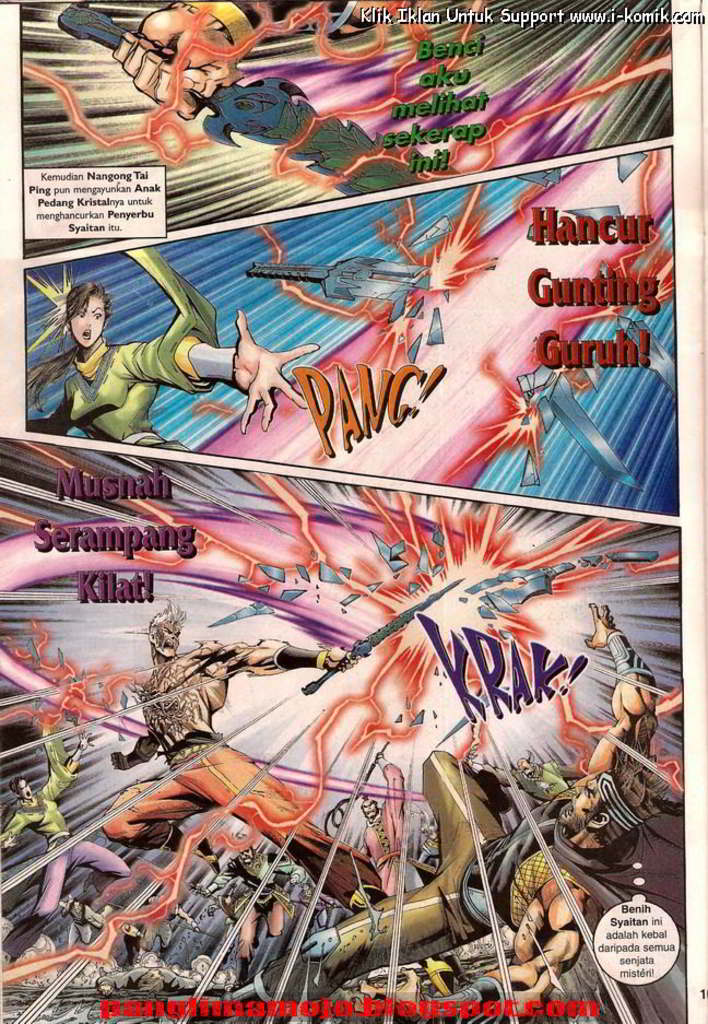 Klik Iklan Untuk Support www.i-komik.com
Benci
aku
melihat
sekerap
ini!
Kemudian Nangong Tai
Ping pun mengayunkan Anak
Pedang Kristalnya untuk
menghancurkan Penyerbu
Syaitan itu.
Hancur
Gunting
Guruh!
PANG!
Musnah
Serampang
Kilat!
KRAK!!
Benih
Syaitan ini
adalah kebal
daripada semua
senjata
mistéri!
panglimamojo.blogspot.com